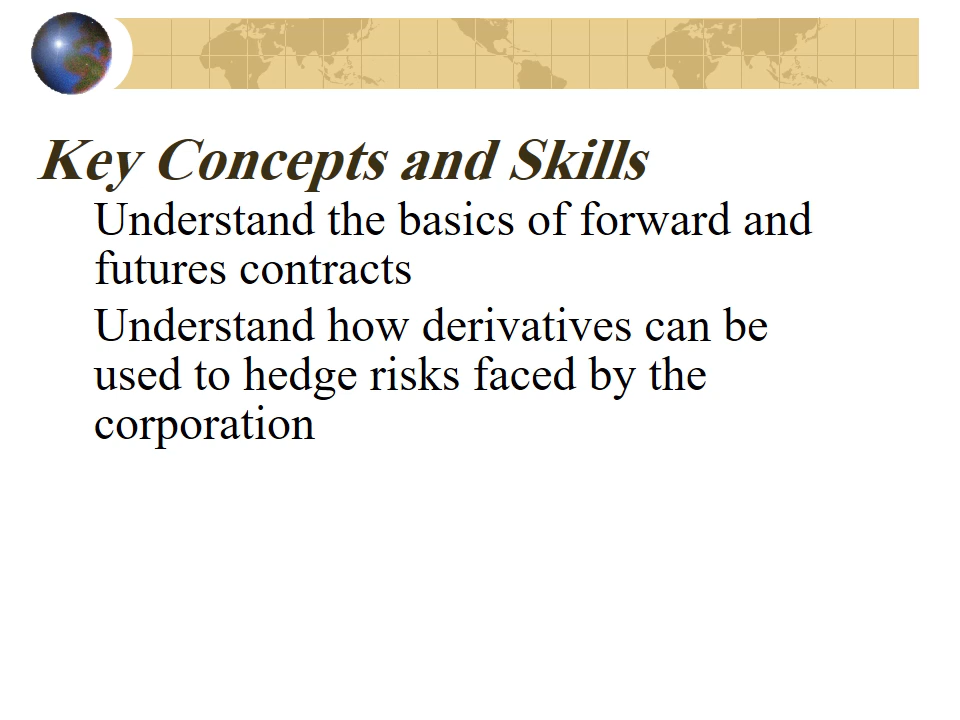 Key Concepts and Skills
Understand the basics of forward and
futures contracts
Understand how derivatives can be
used to hedge risks faced by the
corporation